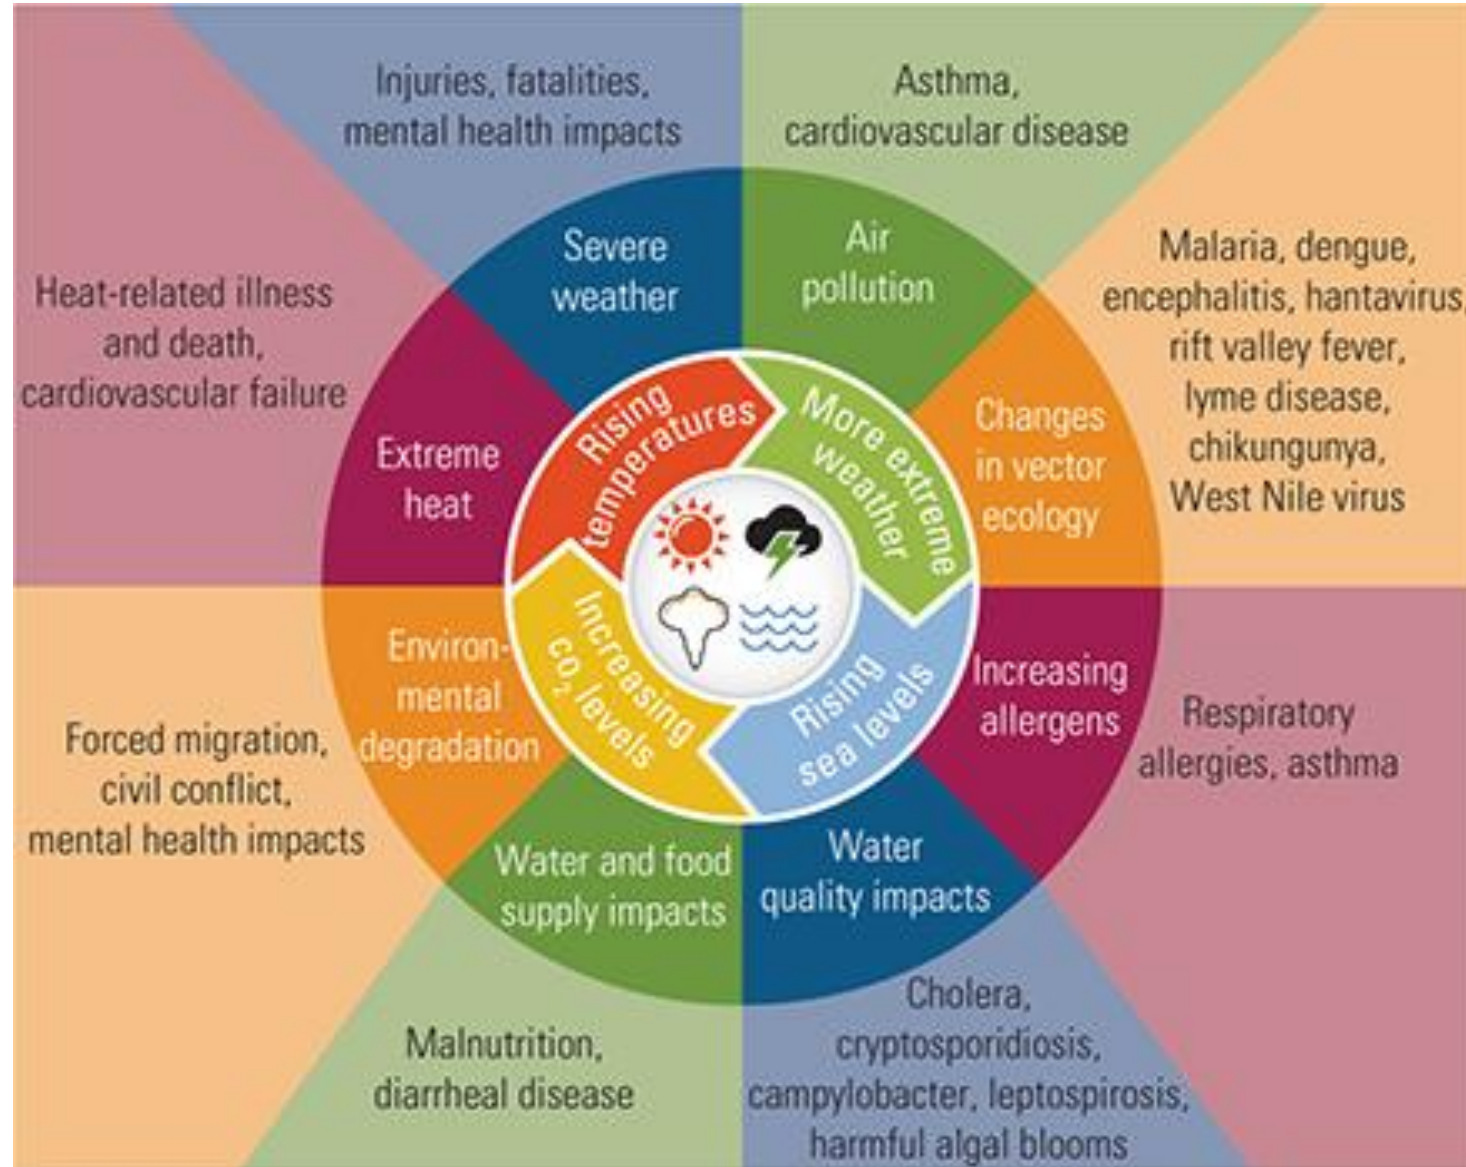 Injuries, fatalities,
mental health impacts
Asthma,
cardiovascular disease
Severe
weather
Air
pollution
Heat-related illness
and death,
cardiovascular failure
Malaria, dengue,
encephalitis, hantavirus,
rift valley fever,
lyme disease,
chikungunya,
West Nile virus
Extreme
heat
Changes
in vector
ecology
Rising
temperatures
More extreme
weather
Increasing
CO2 levels
Rising
sea levels
Environ-
mental
degradation
Increasing
allergens
Forced migration,
civil conflict,
mental health impacts
Respiratory
allergies, asthma
Water and food
supply impacts
Water
quality impacts
Malnutrition,
diarrheal disease
Cholera,
cryptosporidiosis,
campylobacter, leptospirosis,
harmful algal blooms